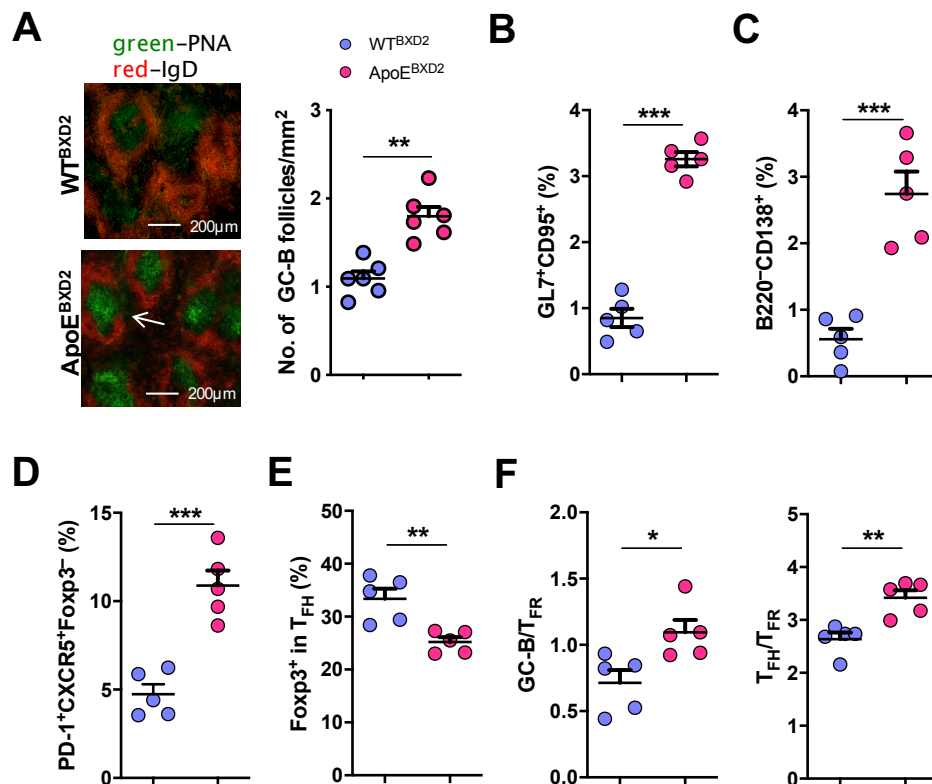 A
green–PNA
red–IgD
WT^BXD2
200µm
ApoE^BXD2
200µm
WT^BXD2
ApoE^BXD2
No. of GC-B follicles/mm²
3
2
1
0
**
B
GL7⁺CD95⁺ (%)
4
3
2
1
0
***
C
B220⁻CD138⁺ (%)
4
3
2
1
0
***
D
PD-1⁺CXCR5⁺Foxp3⁻ (%)
15
10
5
0
***
E
Foxp3⁺ in T_FH (%)
50
40
30
20
10
0
**
F
GC-B/T_FR
2.0
1.5
1.0
0.5
0.0
*
T_FH/T_FR
5
4
3
2
1
0
**